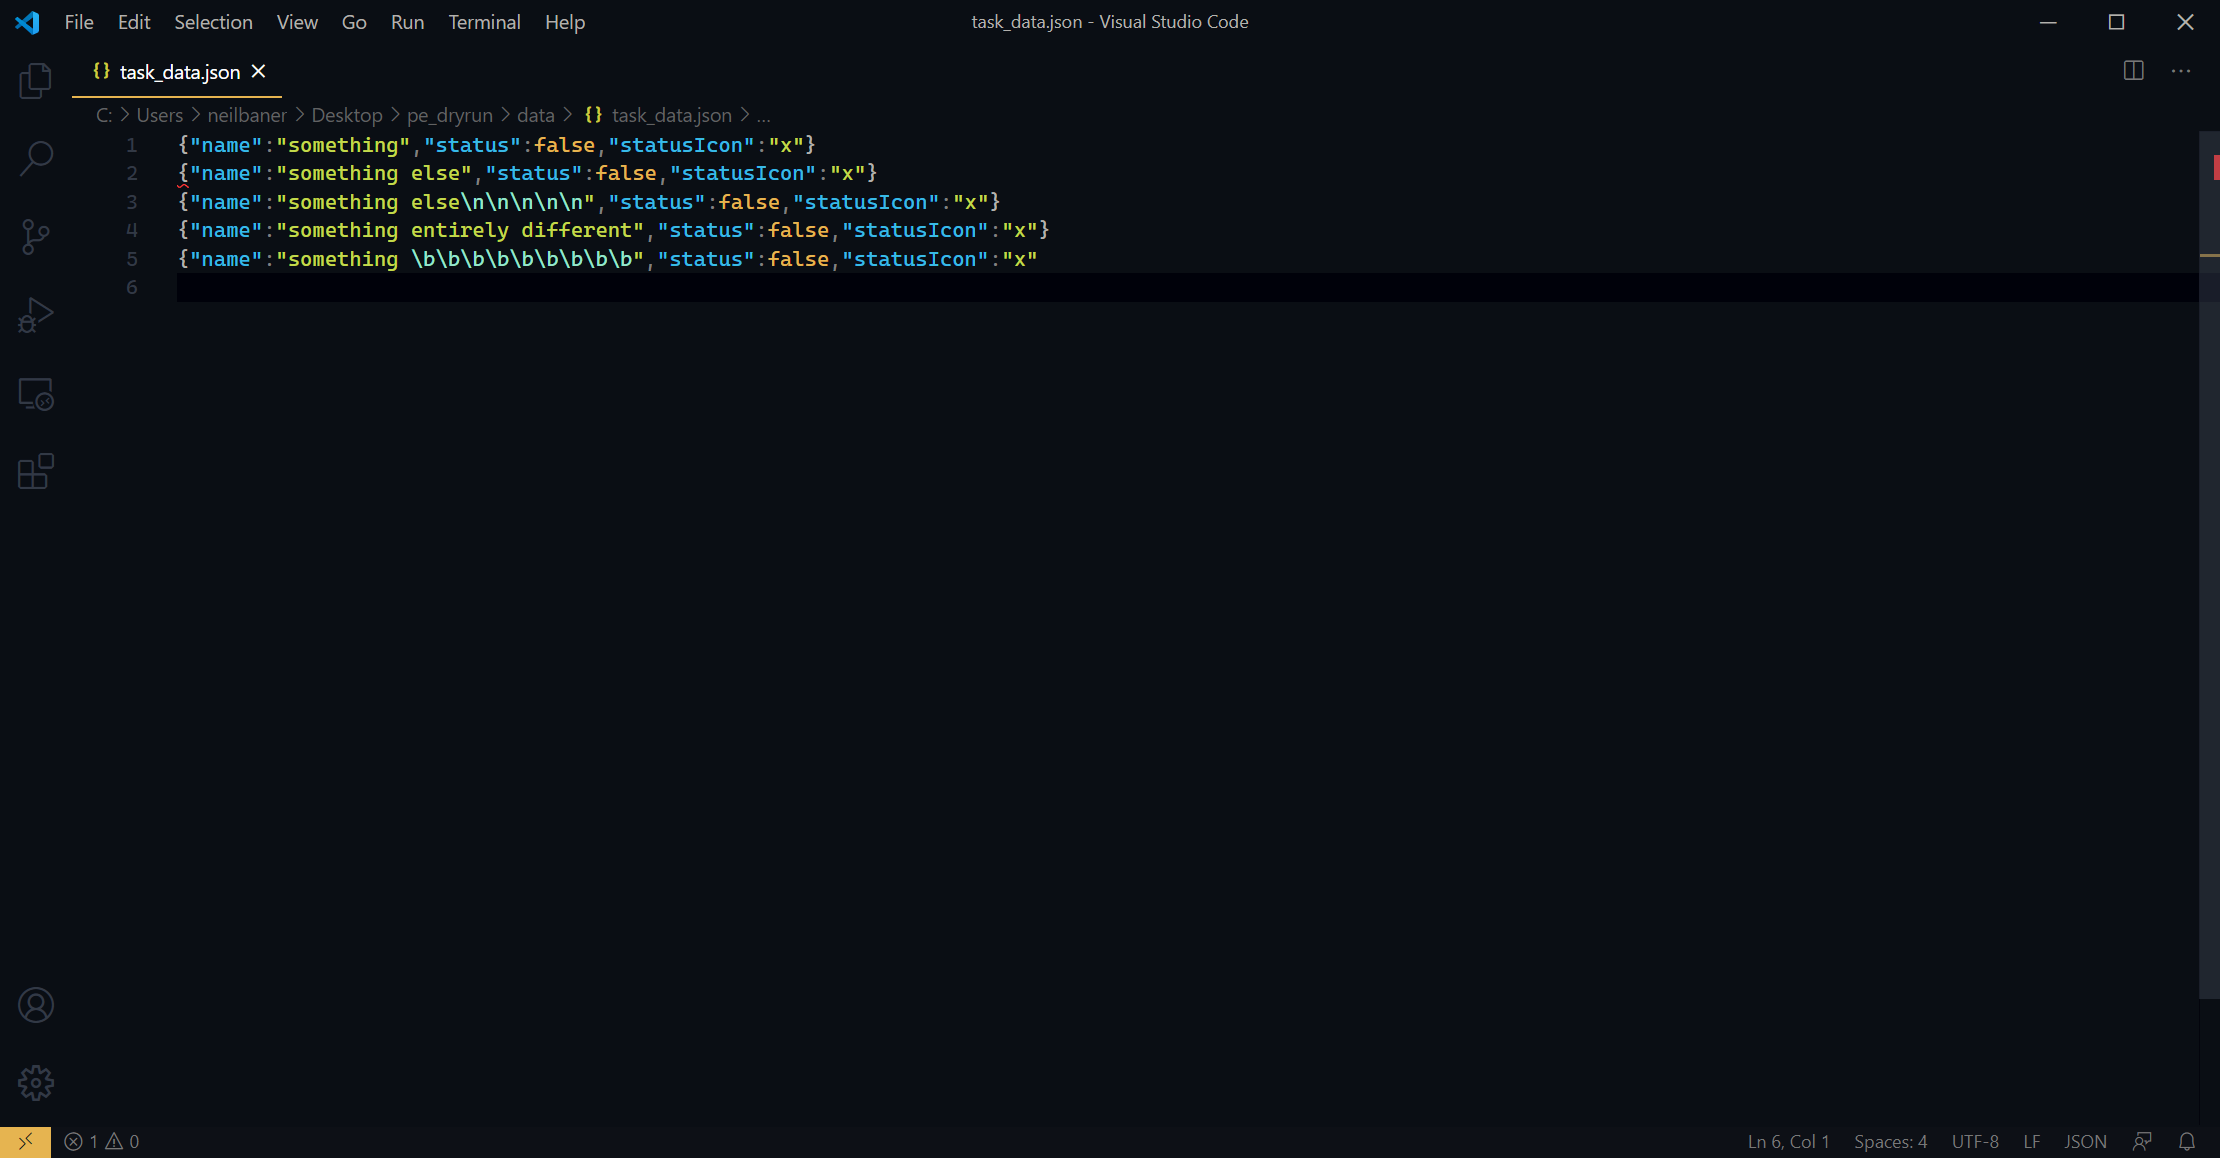 File Edit Selection View Go Run Terminal Help task_data.json - Visual Studio Code
{} task_data.json
C: > Users > neilbaner > Desktop > pe_dryrun > data > {} task_data.json > ...
1 {"name":"something","status":false,"statusIcon":"x"}
2 {"name":"something else","status":false,"statusIcon":"x"}
3 {"name":"something else\n\n\n\n\n","status":false,"statusIcon":"x"}
4 {"name":"something entirely different","status":false,"statusIcon":"x"}
5 {"name":"something \b\b\b\b\b\b\b\b\b","status":false,"statusIcon":"x"
6
1 0 Ln 6, Col 1 Spaces: 4 UTF-8 LF JSON